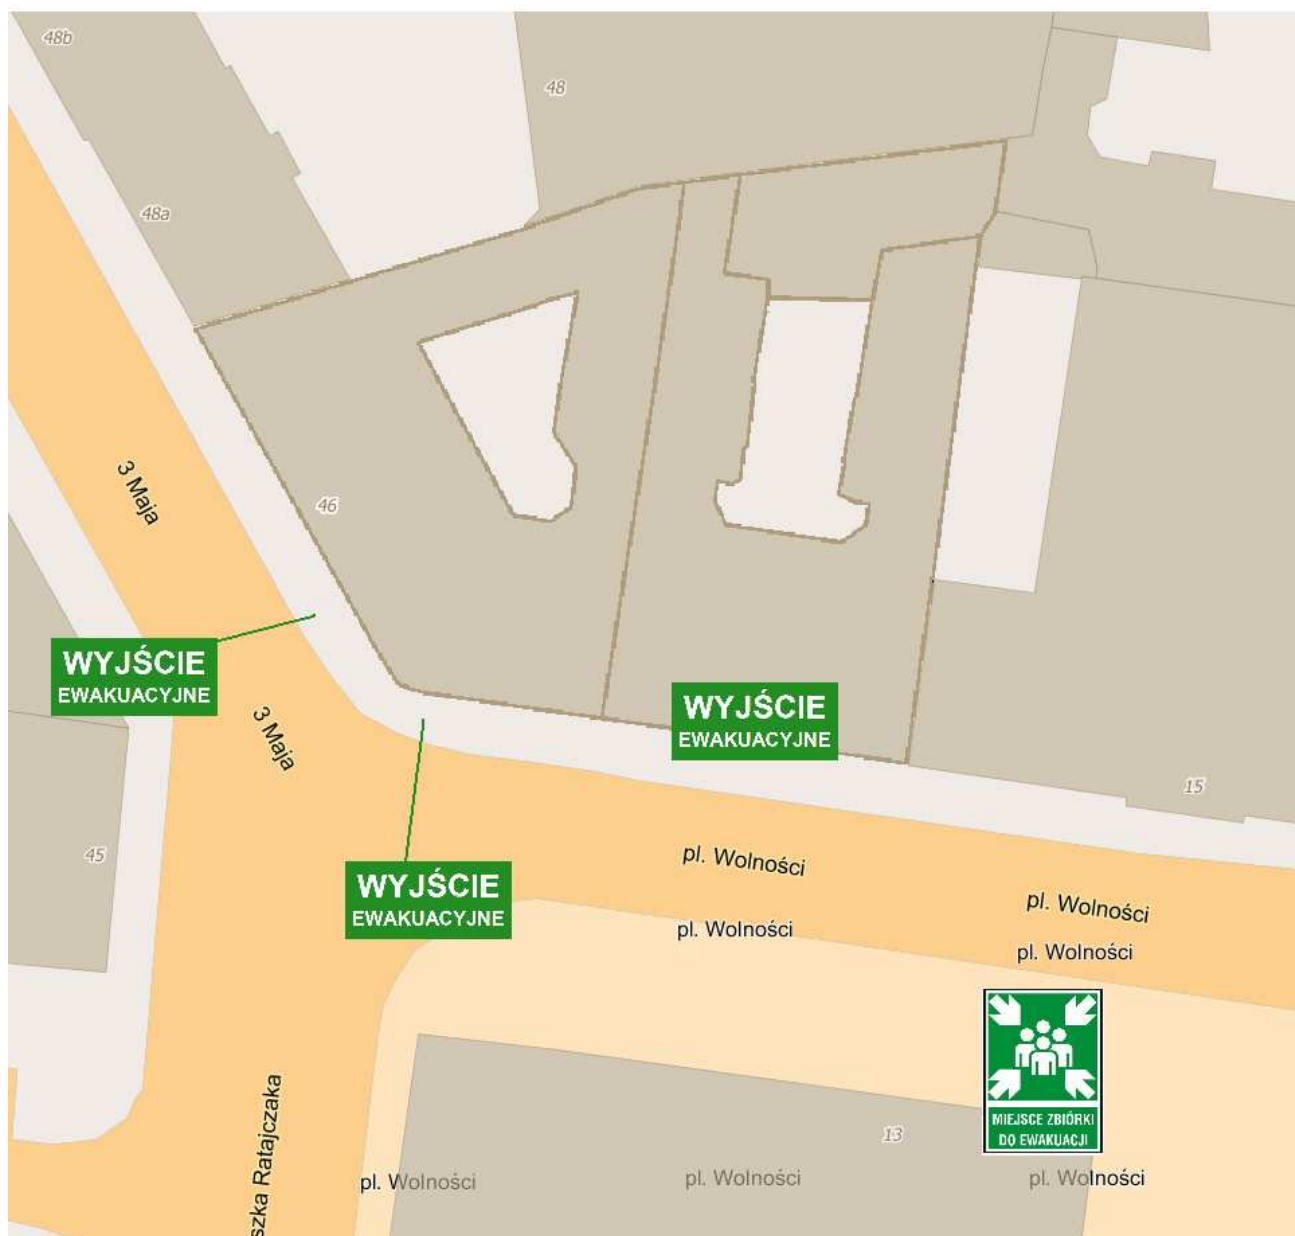 48b
48
48a
3 Maja
46
WYJŚCIE
EWAKUACYJNE
3 Maja
WYJŚCIE
EWAKUACYJNE
15
45
pl. Wolności
WYJŚCIE
EWAKUACYJNE
pl. Wolności
pl. Wolności
pl. Wolności
MIEJSCE ZBIÓRKI
DO EWAKUACJI
13
szka Ratajczaka
pl. Wolności
pl. Wolności
pl. Wolności